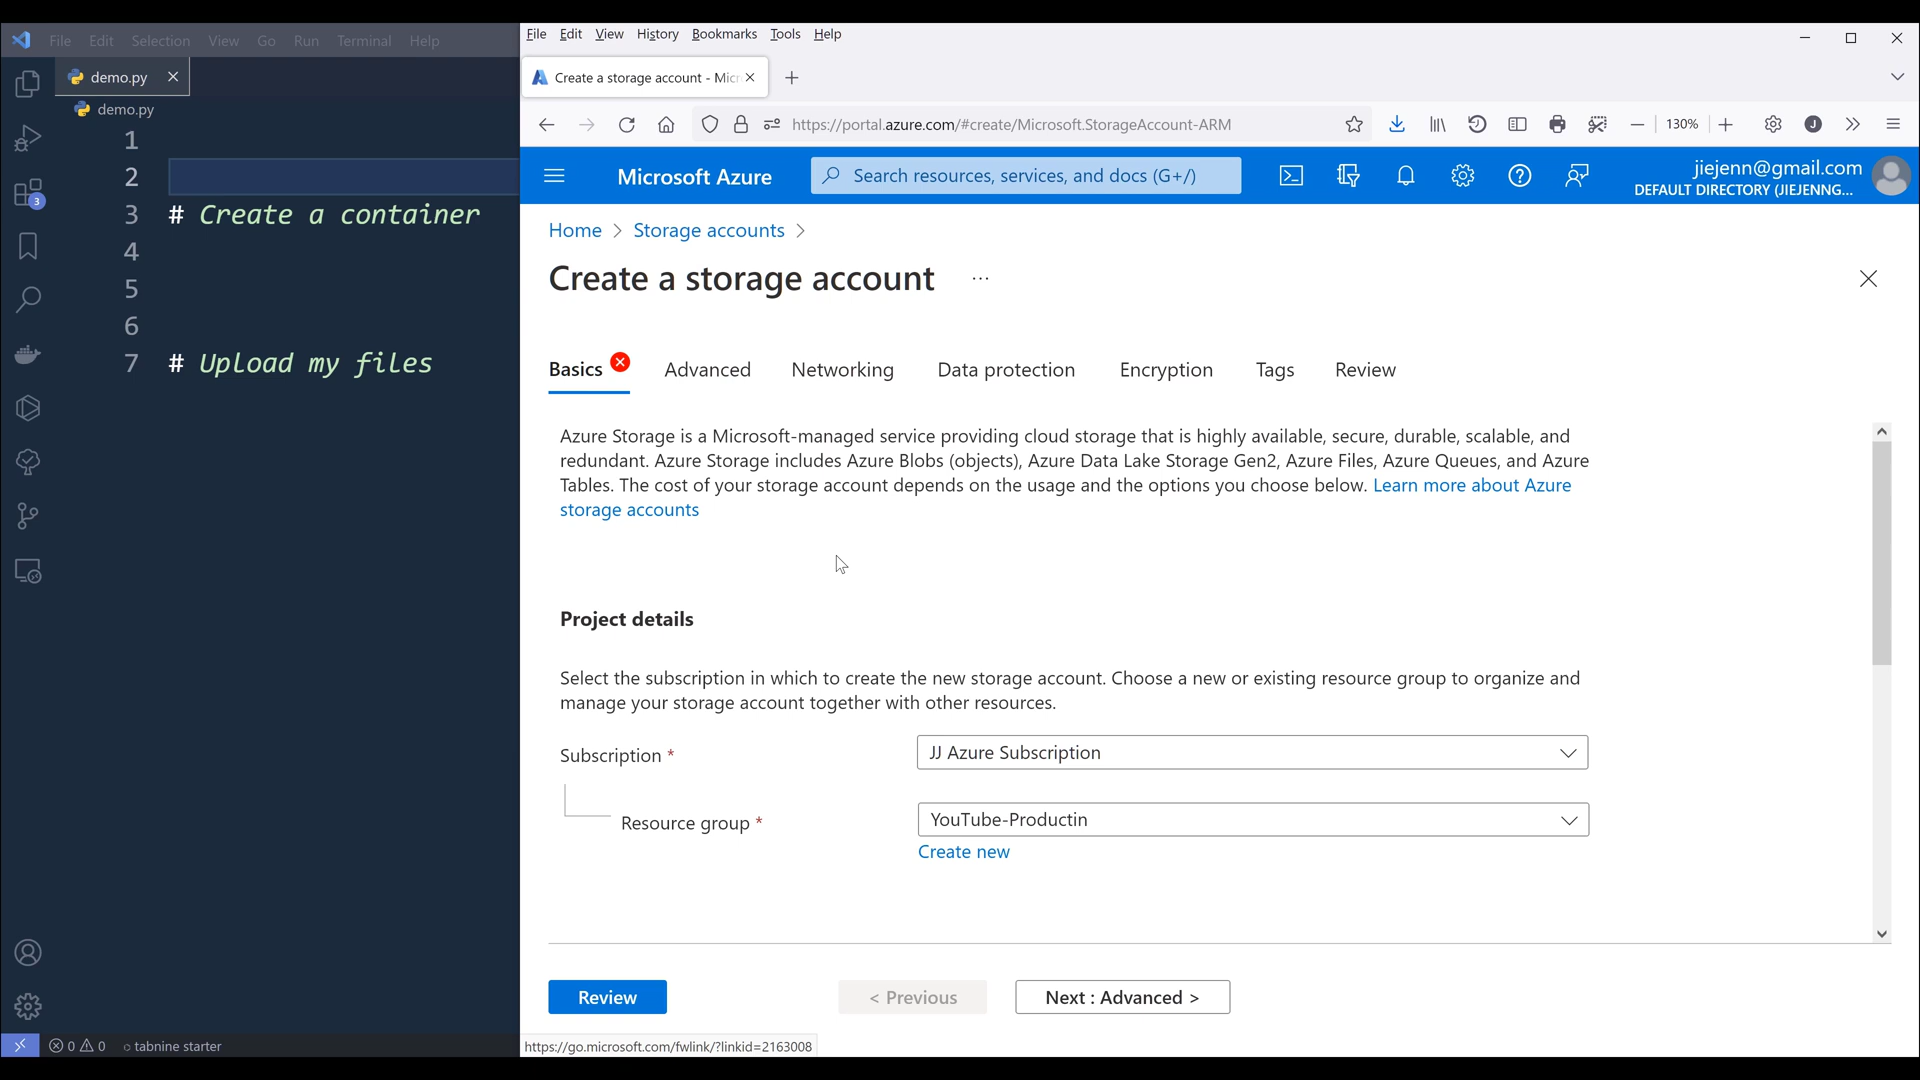 File Edit Selection View Go Run Terminal Help
demo.py
demo.py
1
2
3 # Create a container
4
5
6
7 # Upload my files
3
0 0 tabnine starter
File Edit View History Bookmarks Tools Help
Create a storage account - Micr
https://portal.azure.com/#create/Microsoft.StorageAccount-ARM
130%
J
Microsoft Azure
Search resources, services, and docs (G+/)
jiejenn@gmail.com
DEFAULT DIRECTORY (JIEJENNG...
Home > Storage accounts >
Create a storage account ...
Basics Advanced Networking Data protection Encryption Tags Review
Azure Storage is a Microsoft-managed service providing cloud storage that is highly available, secure, durable, scalable, and
redundant. Azure Storage includes Azure Blobs (objects), Azure Data Lake Storage Gen2, Azure Files, Azure Queues, and Azure
Tables. The cost of your storage account depends on the usage and the options you choose below. Learn more about Azure
storage accounts
Project details
Select the subscription in which to create the new storage account. Choose a new or existing resource group to organize and
manage your storage account together with other resources.
Subscription *
JJ Azure Subscription
Resource group *
YouTube-Productin
Create new
Review
< Previous
Next : Advanced >
https://go.microsoft.com/fwlink/?linkid=2163008